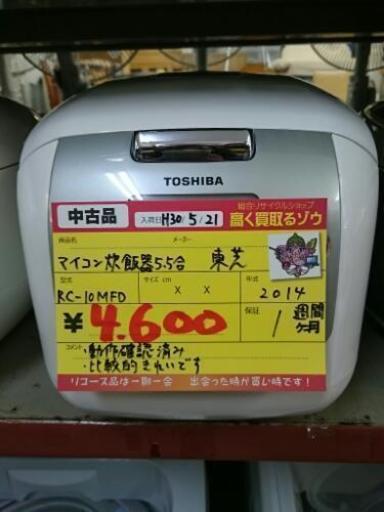 TOSHIBA
中古品 入荷日 H30/5/21 総合リサイクルショップ
高く買取るゾウ
商品名 メーカー
マイコン炊飯器5.5合 東芝
型式 サイズcm 年式
RC-10MFD X X 2014
¥4,600 保証 1 週間
ヶ月
コメント ・動作確認済み
・比較的きれいです
リユース品は一期一会 出会った時が買い時です!